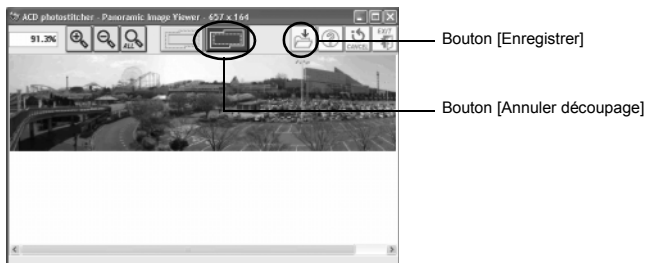 ACD photostitcher - Panoramic Image Viewer - 657 x 164
91.3%
ALL
CANCEL
EXIT
Bouton [Enregistrer]
Bouton [Annuler découpage]